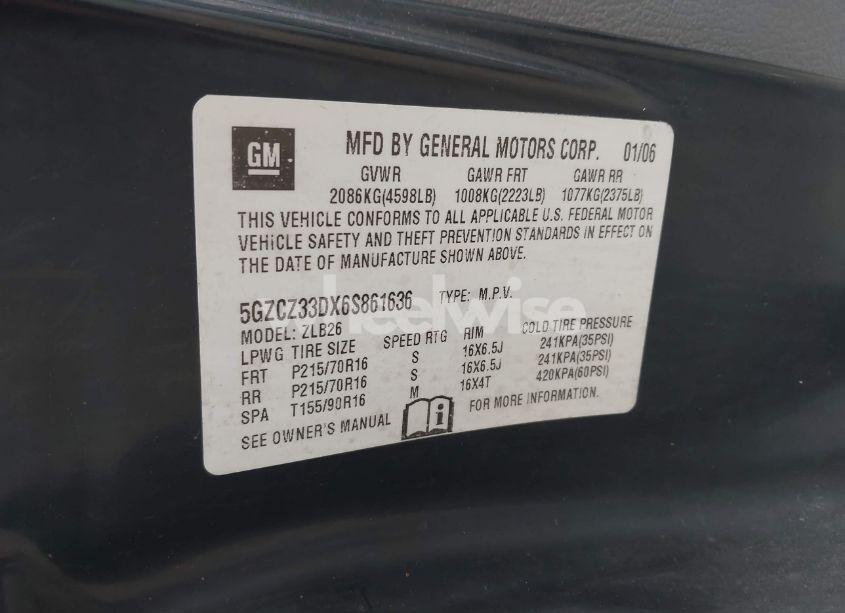 GM
MFD BY GENERAL MOTORS CORP. 01/06
GVWR GAWR FRT GAWR RR
2086KG(4598LB) 1008KG(2223LB) 1077KG(2375LB)
THIS VEHICLE CONFORMS TO ALL APPLICABLE U.S. FEDERAL MOTOR
VEHICLE SAFETY AND THEFT PREVENTION STANDARDS IN EFFECT ON
THE DATE OF MANUFACTURE SHOWN ABOVE.
5GZCZ33DX6S861636 TYPE: M.P.V.
MODEL: ZLB26
LPWG TIRE SIZE SPEED RTG RIM COLD TIRE PRESSURE
FRT P215/70R16 S 16X6.5J 241KPA(35PSI)
RR P215/70R16 S 16X6.5J 241KPA(35PSI)
SPA T155/90R16 M 16X4T 420KPA(60PSI)
SEE OWNER'S MANUAL FOR MORE INFORMATION.
wheelwise